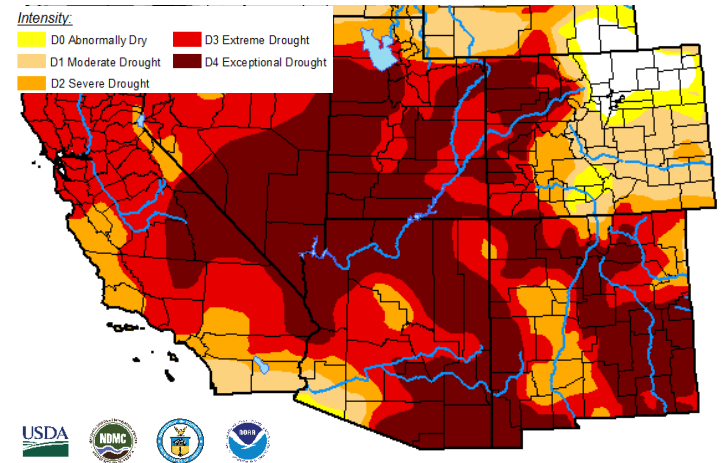 Intensity:
D0 Abnormally Dry
D1 Moderate Drought
D2 Severe Drought
D3 Extreme Drought
D4 Exceptional Drought
USDA
NDMC
NOAA